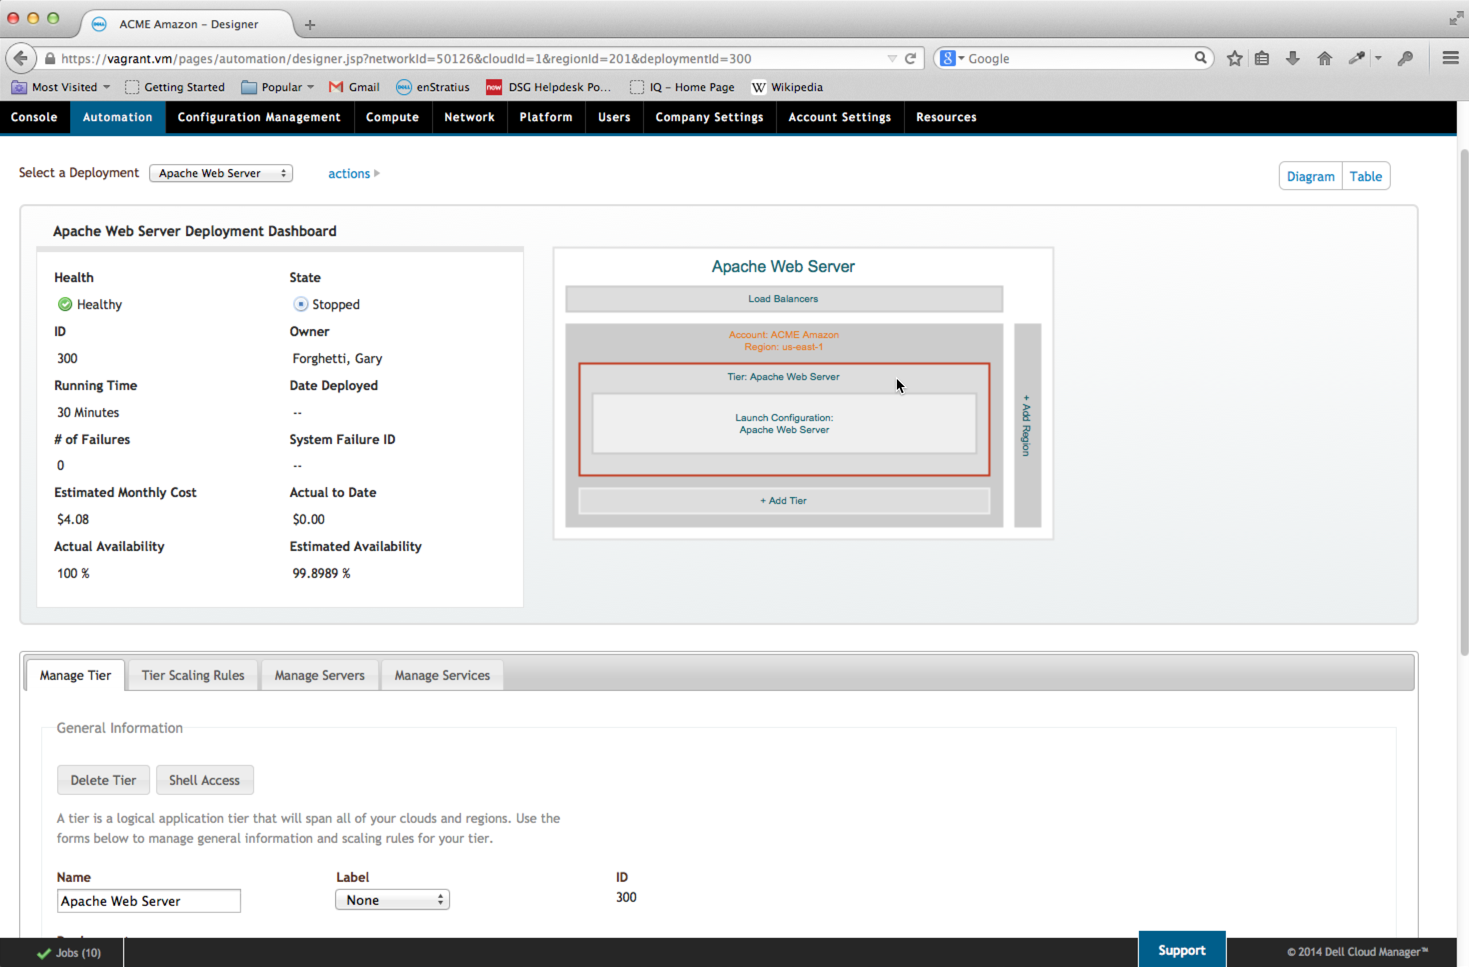 ACME Amazon – Designer
https://vagrant.vm/pages/automation/designer.jsp?networkId=50126&cloudId=1&regionId=201&deploymentId=300
Google
Most Visited
Getting Started
Popular
Gmail
enStratius
DSG Helpdesk Po...
IQ – Home Page
Wikipedia
Console
Automation
Configuration Management
Compute
Network
Platform
Users
Company Settings
Account Settings
Resources
Select a Deployment
Apache Web Server
actions
Diagram
Table
Apache Web Server Deployment Dashboard
Health
State
Healthy
Stopped
ID
Owner
300
Forghetti, Gary
Running Time
Date Deployed
30 Minutes
--
# of Failures
System Failure ID
0
--
Estimated Monthly Cost
Actual to Date
$4.08
$0.00
Actual Availability
Estimated Availability
100 %
99.8989 %
Apache Web Server
Load Balancers
Account: ACME Amazon
Region: us-east-1
Tier: Apache Web Server
Launch Configuration:
Apache Web Server
+ Add Tier
+ Add Region
Manage Tier
Tier Scaling Rules
Manage Servers
Manage Services
General Information
Delete Tier
Shell Access
A tier is a logical application tier that will span all of your clouds and regions. Use the
forms below to manage general information and scaling rules for your tier.
Name
Label
ID
Apache Web Server
None
300
Jobs (10)
Support
© 2014 Dell Cloud Manager™